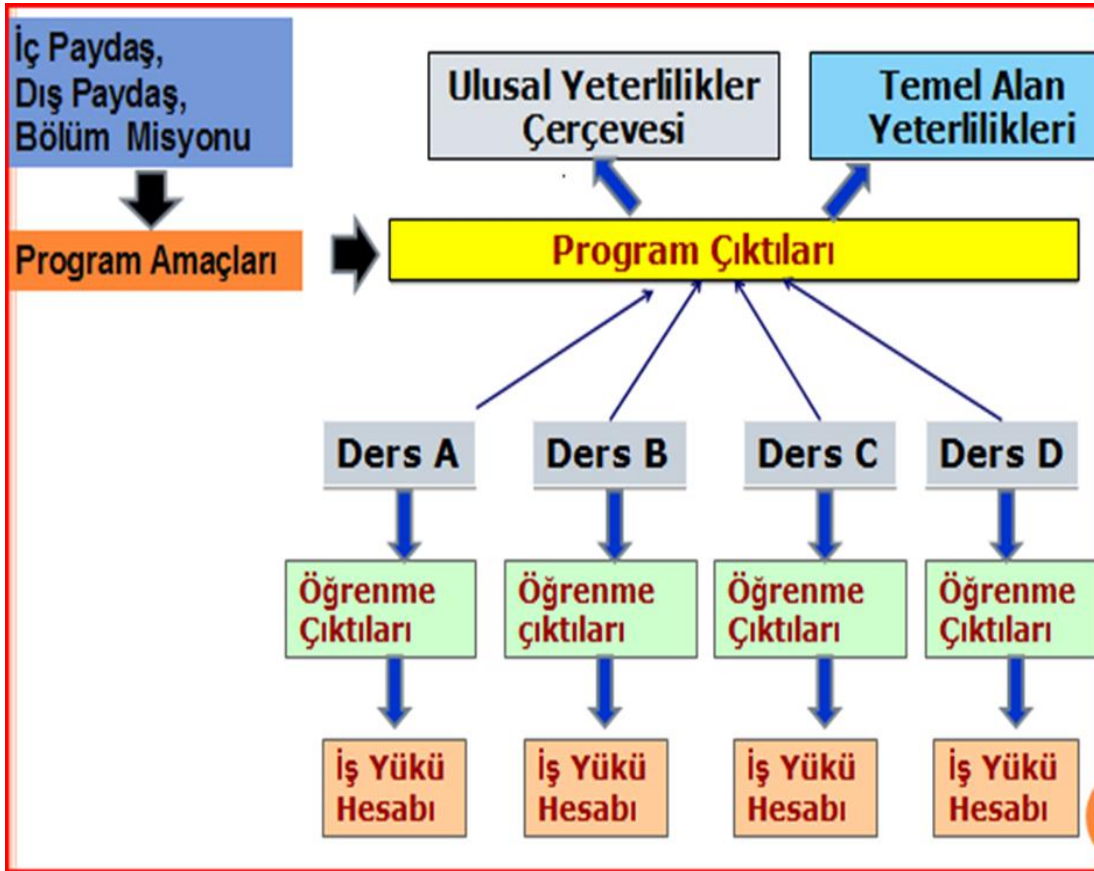 İç Paydaş,
Dış Paydaş,
Bölüm Misyonu
Ulusal Yeterlilikler
Çerçevesi
Temel Alan
Yeterlilikleri
Program Amaçları
Program Çıktıları
Ders A
Ders B
Ders C
Ders D
Öğrenme
Çıktıları
Öğrenme
çıktıları
Öğrenme
Çıktıları
Öğrenme
Çıktıları
İş Yükü
Hesabı
İş Yükü
Hesabı
İş Yükü
Hesabı
İş Yükü
Hesabı